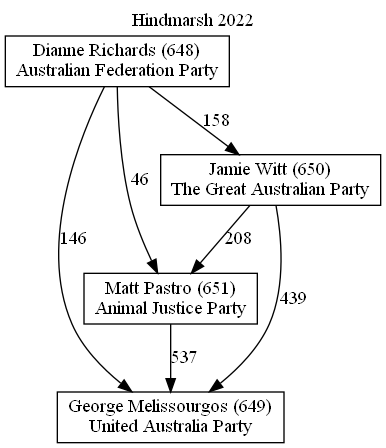 Hindmarsh 2022
Dianne Richards (648)
Australian Federation Party
158
Jamie Witt (650)
The Great Australian Party
46
146
208
439
Matt Pastro (651)
Animal Justice Party
537
George Melissourgos (649)
United Australia Party